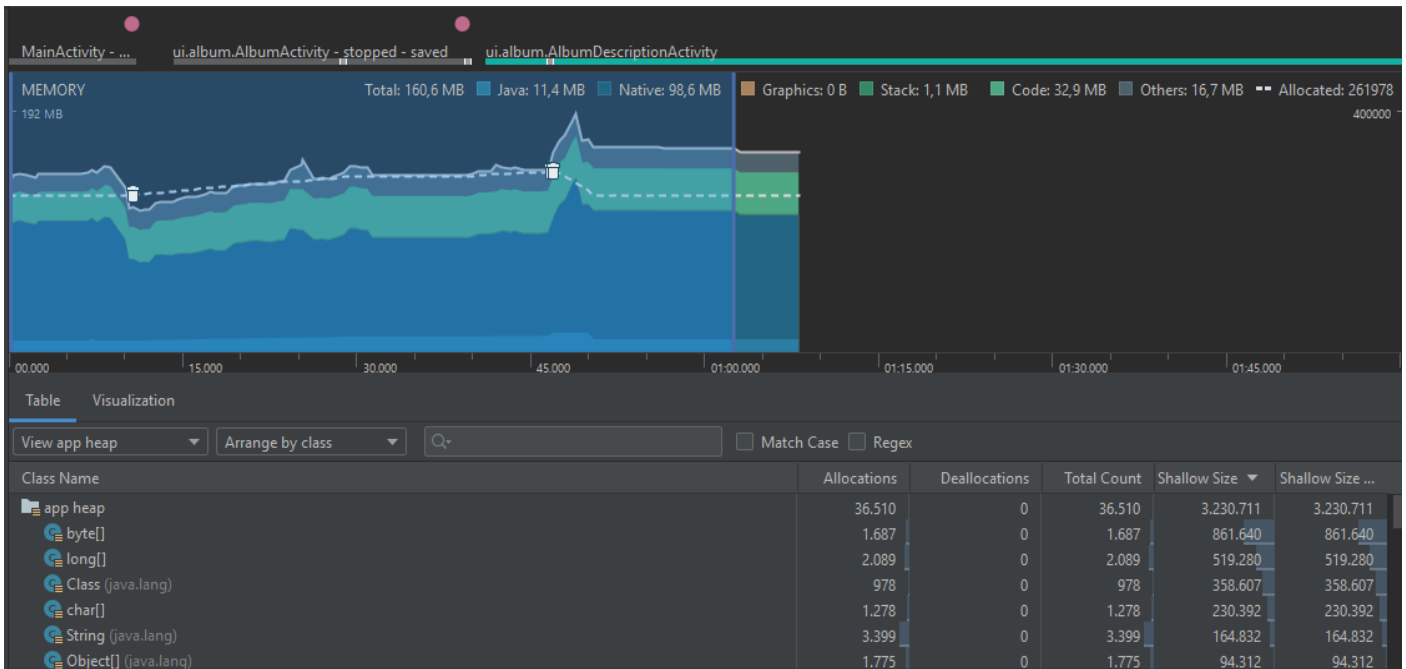 MainActivity - ... ui.album.AlbumActivity - stopped - saved ui.album.AlbumDescriptionActivity
MEMORY Total: 160,6 MB Java: 11,4 MB Native: 98,6 MB Graphics: 0 B Stack: 1,1 MB Code: 32,9 MB Others: 16,7 MB Allocated: 261978
192 MB 400000
00.000 15.000 30.000 45.000 01:00.000 01:15.000 01:30.000 01:45.000
Table Visualization
View app heap Arrange by class Match Case Regex
Class Name Allocations Deallocations Total Count Shallow Size Shallow Size ...
app heap 36.510 0 36.510 3.230.711 3.230.711
byte[] 1.687 0 1.687 861.640 861.640
long[] 2.089 0 2.089 519.280 519.280
Class (java.lang) 978 0 978 358.607 358.607
char[] 1.278 0 1.278 230.392 230.392
String (java.lang) 3.399 0 3.399 164.832 164.832
Object[] (java.lang) 1.775 0 1.775 94.312 94.312